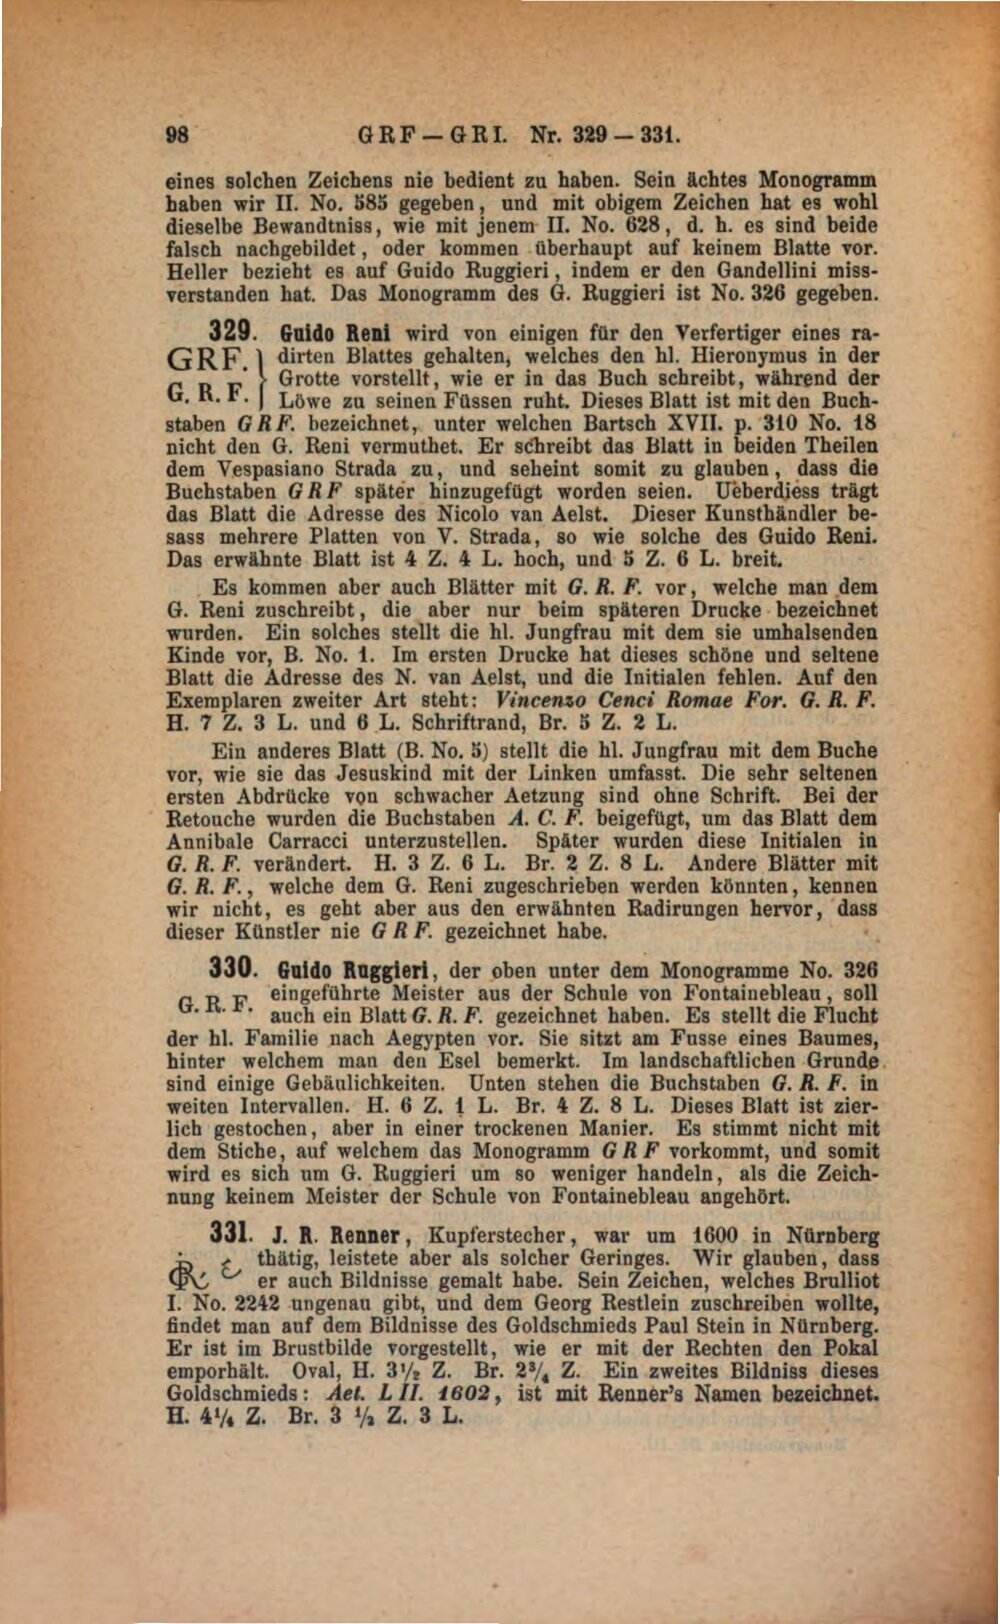 98 GRF — GRI. Nr. 329 — 331.
eines solchen Zeichens nie bedient zu haben. Sein ächtes Monogramm
haben wir II. No. 585 gegeben, und mit obigem Zeichen hat es wohl
dieselbe Bewandtniss, wie mit jenem II. No. 628, d. h. es sind beide
falsch nachgebildet, oder kommen überhaupt auf keinem Blatte vor.
Heller bezieht es auf Guido Ruggieri, indem er den Gandellini miss-
verstanden hat. Das Monogramm des G. Ruggieri ist No. 326 gegeben.
329. Guido Reni wird von einigen für den Verfertiger eines ra-
GRF. dirten Blattes gehalten, welches den hl. Hieronymus in der
Grotte vorstellt, wie er in das Buch schreibt, während der
G. R. F. Löwe zu seinen Füssen ruht. Dieses Blatt ist mit den Buch-
staben GRF. bezeichnet, unter welchen Bartsch XVII. p. 310 No. 18
nicht den G. Reni vermuthet. Er schreibt das Blatt in beiden Theilen
dem Vespasiano Strada zu, und seheint somit zu glauben, dass die
Buchstaben GRF später hinzugefügt worden seien. Ueberdiess trägt
das Blatt die Adresse des Nicolo van Aelst. Dieser Kunsthändler be-
sass mehrere Platten von V. Strada, so wie solche des Guido Reni.
Das erwähnte Blatt ist 4 Z. 4 L. hoch, und 5 Z. 6 L. breit.
Es kommen aber auch Blätter mit G. R. F. vor, welche man dem
G. Reni zuschreibt, die aber nur beim späteren Drucke bezeichnet
wurden. Ein solches stellt die hl. Jungfrau mit dem sie umhalsenden
Kinde vor, B. No. 1. Im ersten Drucke hat dieses schöne und seltene
Blatt die Adresse des N. van Aelst, und die Initialen fehlen. Auf den
Exemplaren zweiter Art steht: Vincenzo Cenci Romae For. G. R. F.
H. 7 Z. 3 L. und 6 L. Schriftrand, Br. 5 Z. 2 L.
Ein anderes Blatt (B. No. 5) stellt die hl. Jungfrau mit dem Buche
vor, wie sie das Jesuskind mit der Linken umfasst. Die sehr seltenen
ersten Abdrücke von schwacher Aetzung sind ohne Schrift. Bei der
Retouche wurden die Buchstaben A. C. F. beigefügt, um das Blatt dem
Annibale Carracci unterzustellen. Später wurden diese Initialen in
G. R. F. verändert. H. 3 Z. 6 L. Br. 2 Z. 8 L. Andere Blätter mit
G. R. F., welche dem G. Reni zugeschrieben werden könnten, kennen
wir nicht, es geht aber aus den erwähnten Radirungen hervor, dass
dieser Künstler nie G R F. gezeichnet habe.
330. Guido Ruggieri, der oben unter dem Monogramme No. 326
G. R. F. eingeführte Meister aus der Schule von Fontainebleau, soll
auch ein Blatt G. R. F. gezeichnet haben. Es stellt die Flucht
der hl. Familie nach Aegypten vor. Sie sitzt am Fusse eines Baumes,
hinter welchem man den Esel bemerkt. Im landschaftlichen Grunde
sind einige Gebäulichkeiten. Unten stehen die Buchstaben G. R. F. in
weiten Intervallen. H. 6 Z. 1 L. Br. 4 Z. 8 L. Dieses Blatt ist zier-
lich gestochen, aber in einer trockenen Manier. Es stimmt nicht mit
dem Stiche, auf welchem das Monogramm G R F vorkommt, und somit
wird es sich um G. Ruggieri um so weniger handeln, als die Zeich-
nung keinem Meister der Schule von Fontainebleau angehört.
331. J. R. Renner, Kupferstecher, war um 1600 in Nürnberg
thätig, leistete aber als solcher Geringes. Wir glauben, dass
er auch Bildnisse gemalt habe. Sein Zeichen, welches Brulliot
I. No. 2242 ungenau gibt, und dem Georg Restlein zuschreiben wollte,
findet man auf dem Bildnisse des Goldschmieds Paul Stein in Nürnberg.
Er ist im Brustbilde vorgestellt, wie er mit der Rechten den Pokal
emporhält. Oval, H. 3½ Z. Br. 2¾ Z. Ein zweites Bildniss dieses
Goldschmieds: Aet. LII. 1602, ist mit Renner's Namen bezeichnet.
H. 4¼ Z. Br. 3 ½ Z. 3 L.